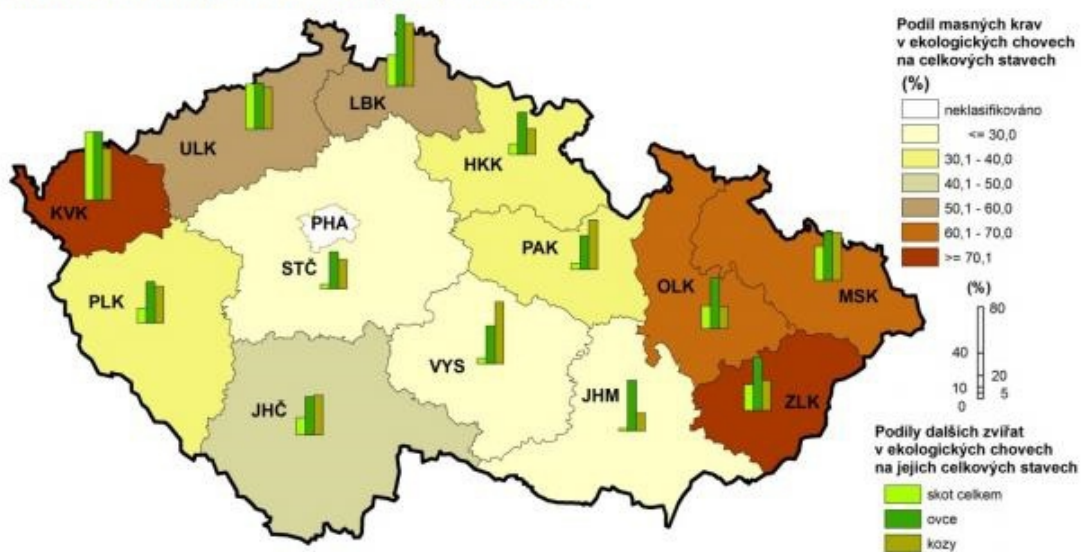 Podíl masných krav
v ekologických chovech
na celkových stavech
(%)
neklasifikováno
<= 30,0
30,1 - 40,0
40,1 - 50,0
50,1 - 60,0
60,1 - 70,0
>= 70,1
(%)
80
40
20
10
5
0
Podíly dalších zvířat
v ekologických chovech
na jejich celkových stavech
skot celkem
ovce
kozy
LBK
ULK
HKK
KVK
PHA
PAK
STČ
OLK
MSK
PLK
VYS
JHM
ZLK
JHČ